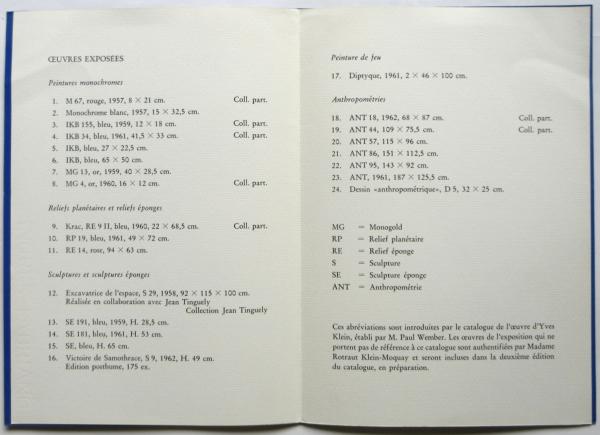 ŒUVRES EXPOSÉES
Peintures monochromes
1. M 67, rouge, 1957, 8 × 21 cm. Coll. part.
2. Monochrome blanc, 1957, 15 × 32,5 cm.
3. IKB 155, bleu, 1959, 12 × 18 cm. Coll. part.
4. IKB 34, bleu, 1961, 41,5 × 33 cm. Coll. part.
5. IKB, bleu, 27 × 22,5 cm.
6. IKB, bleu, 65 × 50 cm.
7. MG 13, or, 1959, 40 × 28,5 cm.
8. MG 4, or, 1960, 16 × 12 cm. Coll. part.
Reliefs planétaires et reliefs éponges
9. Krac, RE 9 II, bleu, 1960, 22 × 68,5 cm. Coll. part.
10. RP 19, bleu, 1961, 49 × 72 cm.
11. RE 14, rose, 94 × 63 cm.
Sculptures et sculptures éponges
12. Excavatrice de l'espace, S 29, 1958, 92 × 115 × 100 cm.
Réalisée en collaboration avec Jean Tinguely
Collection Jean Tinguely
13. SE 191, bleu, 1959, H. 28,5 cm.
14. SE 181, bleu, 1961, H. 53 cm.
15. SE, bleu, H. 65 cm.
16. Victoire de Samothrace, S 9, 1962, H. 49 cm.
Edition posthume, 175 ex.
Peinture de feu
17. Diptyque, 1961, 2 × 46 × 100 cm.
Anthropométries
18. ANT 18, 1962, 68 × 87 cm. Coll. part.
19. ANT 44, 109 × 75,5 cm. Coll. part.
20. ANT 57, 115 × 96 cm.
21. ANT 86, 151 × 112,5 cm.
22. ANT 95, 143 × 92 cm.
23. ANT, 1961, 187 × 125,5 cm.
24. Dessin «anthropométrique», D 5, 32 × 25 cm.
MG = Monogold
RP = Relief planétaire
RE = Relief éponge
S = Sculpture
SE = Sculpture éponge
ANT = Anthropométrie
Ces abréviations sont introduites par le catalogue de l'œuvre d'Yves
Klein, établi par M. Paul Wember. Les œuvres de l'exposition qui ne
portent pas de référence à ce catalogue sont authentifiées par Madame
Rotraut Klein-Moquay et seront incluses dans la deuxième édition
du catalogue, en préparation.